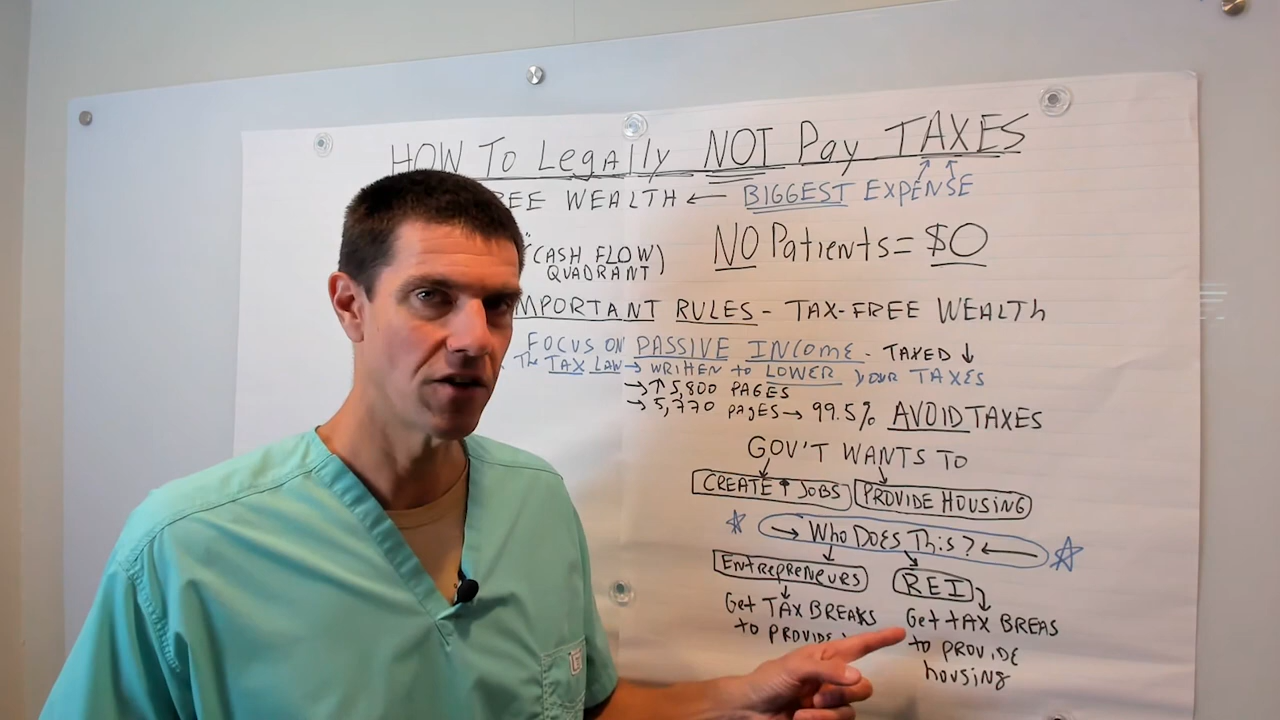 HOW To Legally NOT Pay TAXES
WEALTH ← BIGGEST EXPENSE
"(CASH FLOW)
QUADRANT
NO Patients = $0
RULES - TAX-FREE WEALTH
FOCUS ON PASSIVE INCOME - TAXED ↓
The TAX LAW → WRITTEN to LOWER your TAXES
→ ↑ 5,800 PAGES
→ 5,770 PAgES → 99.5% AVOID TAXES
GOV'T WANTS TO
CREATE ↑ JOBS PROVIDE HOUSING
→ Who Does This? ←
Entrepreneurs REI
Get TAX BREAKS Get tAX BREAS
to PROVIDE to PROVIDE
housing